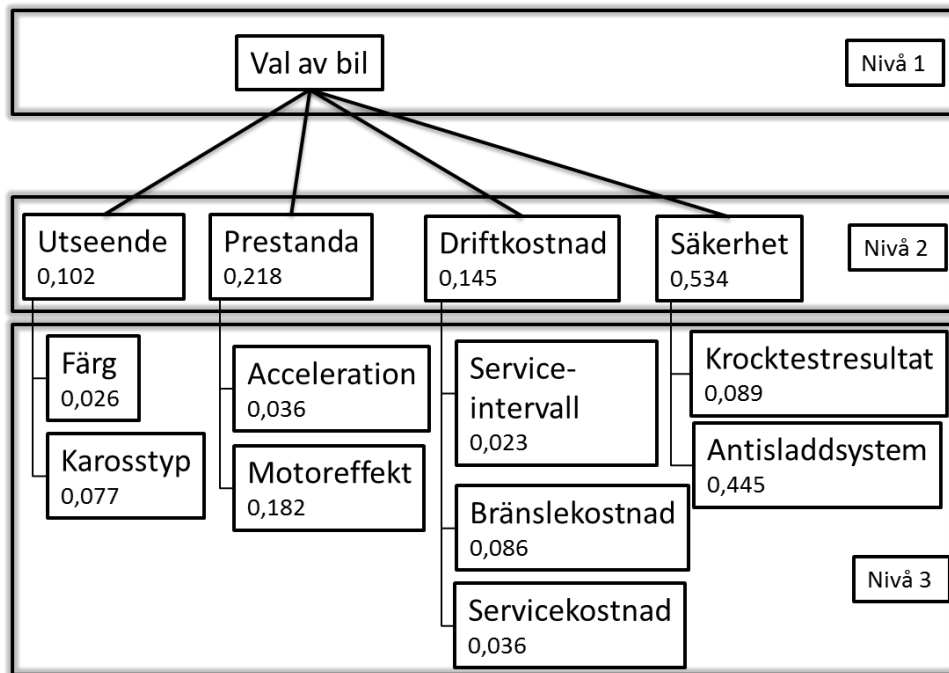 Val av bil
Nivå 1
Utseende
0,102
Prestanda
0,218
Driftkostnad
0,145
Säkerhet
0,534
Nivå 2
Färg
0,026
Karosstyp
0,077
Acceleration
0,036
Motoreffekt
0,182
Service-
intervall
0,023
Bränslekostnad
0,086
Servicekostnad
0,036
Krocktestresultat
0,089
Antisladdsystem
0,445
Nivå 3